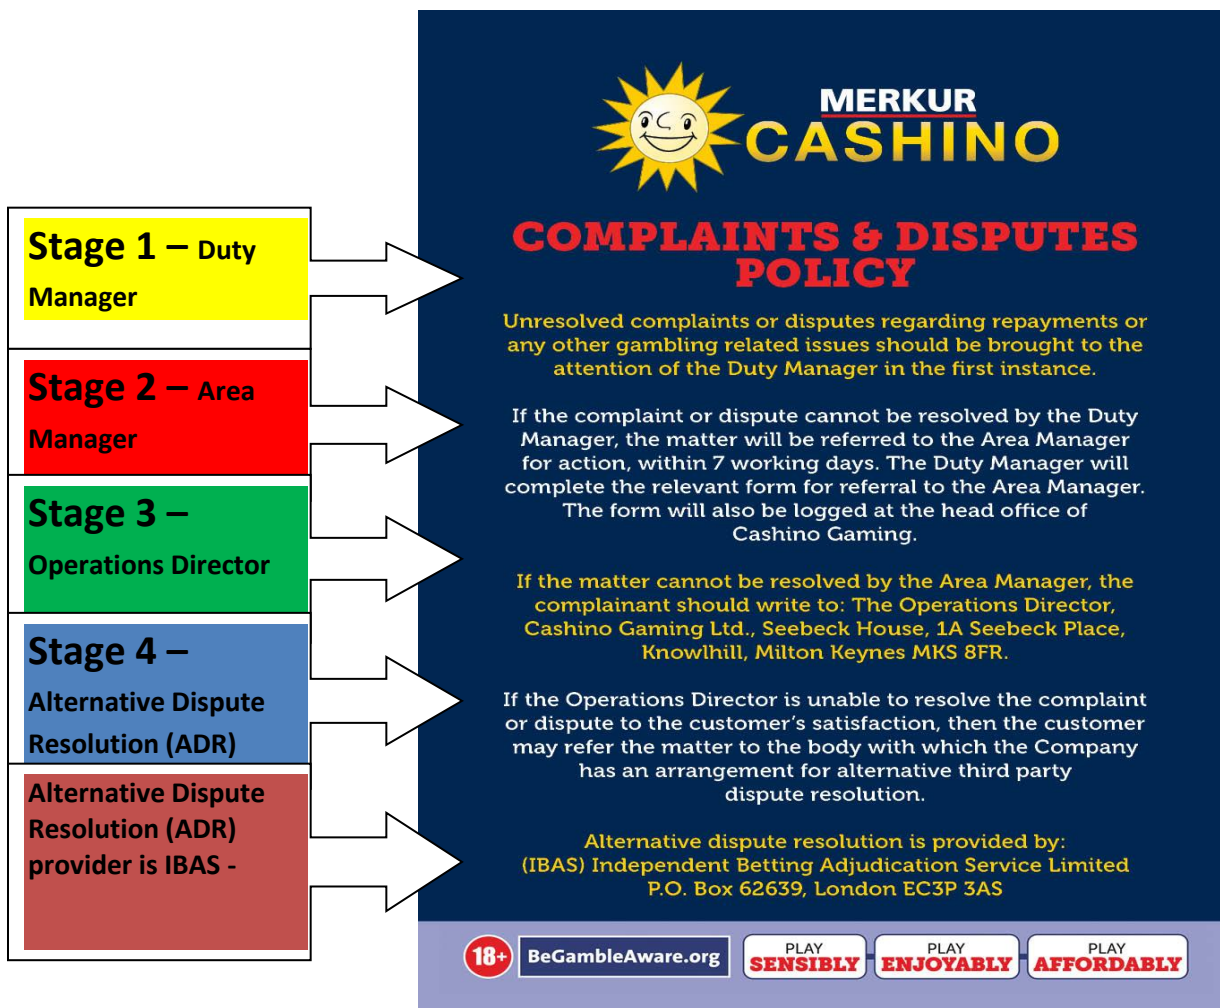 Stage 1 – Duty
Manager
Stage 2 – Area
Manager
Stage 3 –
Operations Director
Stage 4 –
Alternative Dispute
Resolution (ADR)
Alternative Dispute
Resolution (ADR)
provider is IBAS -
MERKUR
CASHINO
COMPLAINTS & DISPUTES
POLICY
Unresolved complaints or disputes regarding repayments or
any other gambling related issues should be brought to the
attention of the Duty Manager in the first instance.
If the complaint or dispute cannot be resolved by the Duty
Manager, the matter will be referred to the Area Manager
for action, within 7 working days. The Duty Manager will
complete the relevant form for referral to the Area Manager.
The form will also be logged at the head office of
Cashino Gaming.
If the matter cannot be resolved by the Area Manager, the
complainant should write to: The Operations Director,
Cashino Gaming Ltd., Seebeck House, 1A Seebeck Place,
Knowlhill, Milton Keynes MKS 8FR.
If the Operations Director is unable to resolve the complaint
or dispute to the customer’s satisfaction, then the customer
may refer the matter to the body with which the Company
has an arrangement for alternative third party
dispute resolution.
Alternative dispute resolution is provided by:
(IBAS) Independent Betting Adjudication Service Limited
P.O. Box 62639, London EC3P 3AS
18+ BeGambleAware.org PLAY SENSIBLY PLAY ENJOYABLY PLAY AFFORDABLY